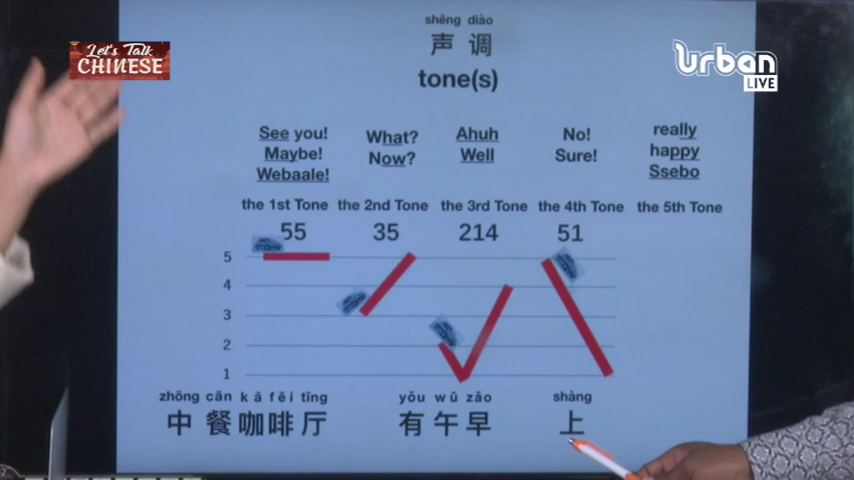 Let's Talk
CHINESE
urban
LIVE
shēng diào
声 调
tone(s)
See you!
Maybe!
Webaale!
What?
Now?
Ahuh
Well
No!
Sure!
really
happy
Ssebo
the 1st Tone the 2nd Tone the 3rd Tone the 4th Tone the 5th Tone
55 35 214 51
5
4
3
2
1
zhōng cān kā fēi tīng yǒu wǔ zǎo shàng
中 餐 咖 啡 厅 有 午 早 上